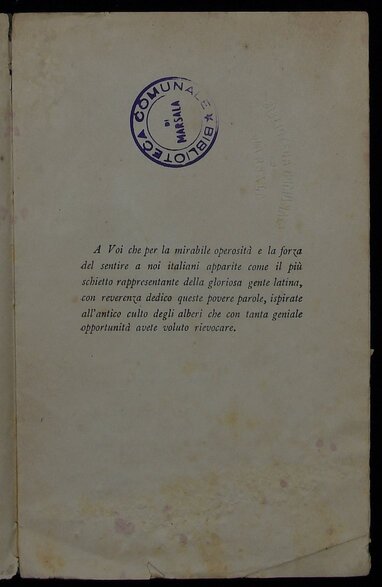 BIBLIOTECA COMUNALE
DI
MARSALA
A Voi che per la mirabile operosità e la forza
del sentire a noi italiani apparite come il più
schietto rappresentante della gloriosa gente latina,
con reverenza dedico queste povere parole, ispirate
all'antico culto degli alberi che con tanta geniale
opportunità avete voluto rievocare.